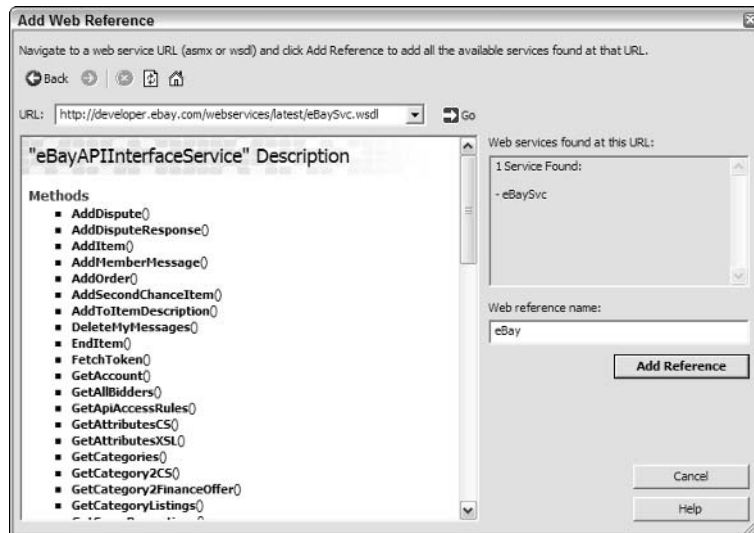 Add Web Reference
Navigate to a web service URL (asmx or wsdl) and click Add Reference to add all the available services found at that URL.
Back
URL: http://developer.ebay.com/webservices/latest/eBaySvc.wsdl Go
"eBayAPIInterfaceService" Description
Methods
AddDispute()
AddDisputeResponse()
AddItem()
AddMemberMessage()
AddOrder()
AddSecondChanceItem()
AddToItemDescription()
DeleteMyMessages()
EndItem()
FetchToken()
GetAccount()
GetAllBidders()
GetApiAccessRules()
GetAttributesCS()
GetAttributesXSL()
GetCategories()
GetCategory2CS()
GetCategory2FinanceOffer()
GetCategoryListings()
Web services found at this URL:
1 Service Found:
- eBaySvc
Web reference name:
eBay
Add Reference
Cancel
Help